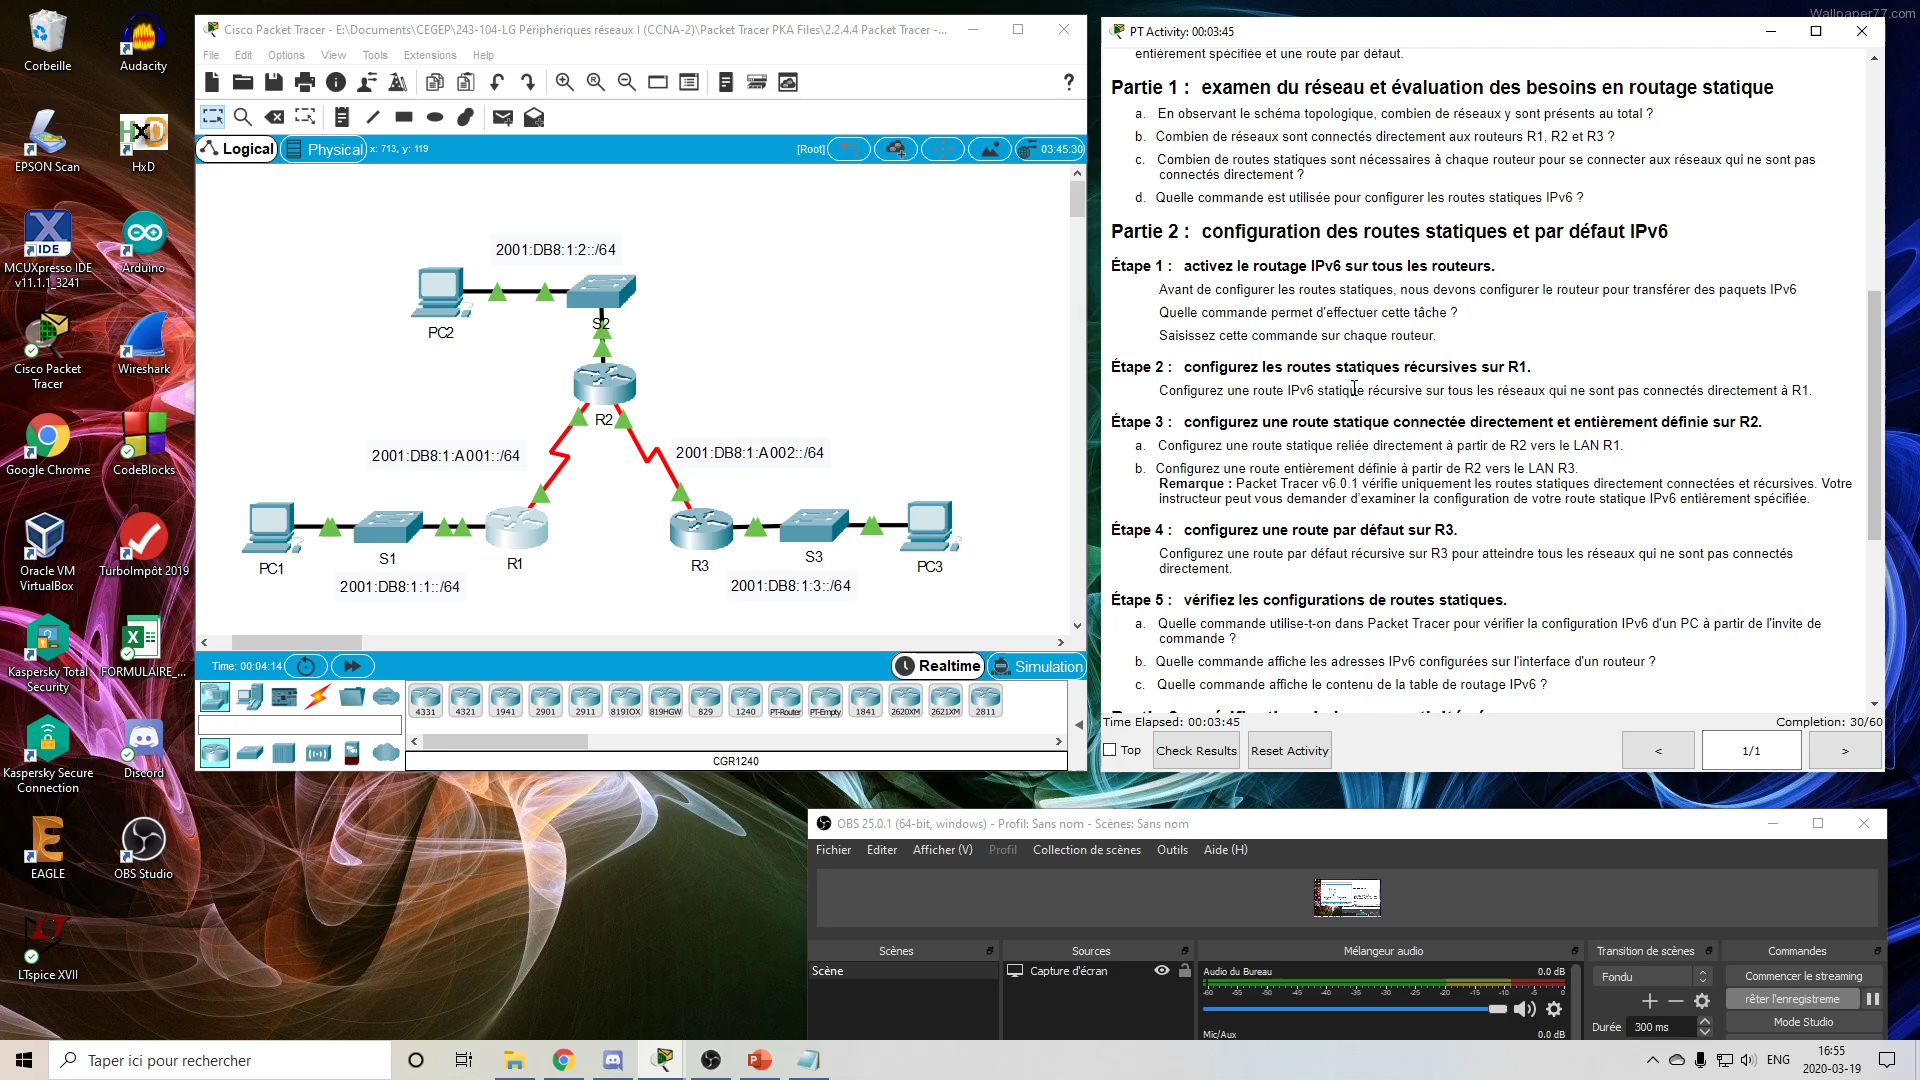 Wallpaper77.com
Corbeille
Audacity
EPSON Scan
HxD
MCUXpresso IDE
v11.1.1_3241
Arduino
Cisco Packet
Tracer
Wireshark
Google Chrome
CodeBlocks
Oracle VM
VirtualBox
TurboImpôt 2019
Kaspersky Total
Security
FORMULAIRE_...
Kaspersky Secure
Connection
Discord
EAGLE
OBS Studio
LTspice XVII
Cisco Packet Tracer - E:\Documents\CEGEP\243-104-LG Périphériques réseaux I (CCNA-2)\Packet Tracer PKA Files\2.2.4.4 Packet Tracer -...
File Edit Options View Tools Extensions Help
Logical Physical x: 713, y: 119 [Root] 03:45:30
2001:DB8:1:2::/64
PC2
S2
R2
2001:DB8:1:A001::/64
2001:DB8:1:A002::/64
PC1
S1
R1
R3
S3
PC3
2001:DB8:1:1::/64
2001:DB8:1:3::/64
Time: 00:04:14
Realtime Simulation
4331 4321 1941 2901 2911 819IOX 819HGW 829 1240 PT-Router PT-Empty 1841 2620XM 2621XM 2811
CGR1240
PT Activity: 00:03:45
entièrement spécifiée et une route par défaut.
Partie 1 : examen du réseau et évaluation des besoins en routage statique
a. En observant le schéma topologique, combien de réseaux y sont présents au total ?
b. Combien de réseaux sont connectés directement aux routeurs R1, R2 et R3 ?
c. Combien de routes statiques sont nécessaires à chaque routeur pour se connecter aux réseaux qui ne sont pas
connectés directement ?
d. Quelle commande est utilisée pour configurer les routes statiques IPv6 ?
Partie 2 : configuration des routes statiques et par défaut IPv6
Étape 1 : activez le routage IPv6 sur tous les routeurs.
Avant de configurer les routes statiques, nous devons configurer le routeur pour transférer des paquets IPv6
Quelle commande permet d'effectuer cette tâche ?
Saisissez cette commande sur chaque routeur.
Étape 2 : configurez les routes statiques récursives sur R1.
Configurez une route IPv6 statique récursive sur tous les réseaux qui ne sont pas connectés directement à R1.
Étape 3 : configurez une route statique connectée directement et entièrement définie sur R2.
a. Configurez une route statique reliée directement à partir de R2 vers le LAN R1.
b. Configurez une route entièrement définie à partir de R2 vers le LAN R3.
Remarque : Packet Tracer v6.0.1 vérifie uniquement les routes statiques directement connectées et récursives. Votre
instructeur peut vous demander d'examiner la configuration de votre route statique IPv6 entièrement spécifiée.
Étape 4 : configurez une route par défaut sur R3.
Configurez une route par défaut récursive sur R3 pour atteindre tous les réseaux qui ne sont pas connectés
directement.
Étape 5 : vérifiez les configurations de routes statiques.
a. Quelle commande utilise-t-on dans Packet Tracer pour vérifier la configuration IPv6 d'un PC à partir de l'invite de
commande ?
b. Quelle commande affiche les adresses IPv6 configurées sur l'interface d'un routeur ?
c. Quelle commande affiche le contenu de la table de routage IPv6 ?
Time Elapsed: 00:03:45 Completion: 30/60
Top Check Results Reset Activity < 1/1 >
OBS 25.0.1 (64-bit, windows) - Profil: Sans nom - Scènes: Sans nom
Fichier Editer Afficher (V) Profil Collection de scènes Outils Aide (H)
Scènes Sources Mélangeur audio Transition de scènes Commandes
Scène
Capture d'écran
Audio du Bureau 0.0 dB
-60 -55 -50 -45 -40 -35 -30 -25 -20 -15 -10 -5 0
Mic/Aux 0.0 dB
Fondu
Durée 300 ms
Commencer le streaming
rêter l'enregistreme
Mode Studio
Taper ici pour rechercher
ENG
16:55
2020-03-19